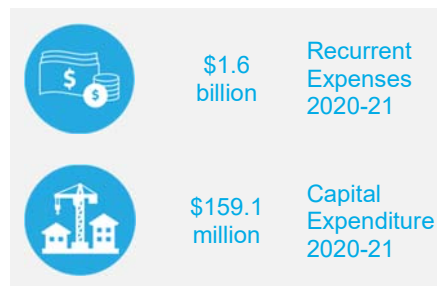 $1.6
billion
Recurrent
Expenses
2020-21
$159.1
million
Capital
Expenditure
2020-21